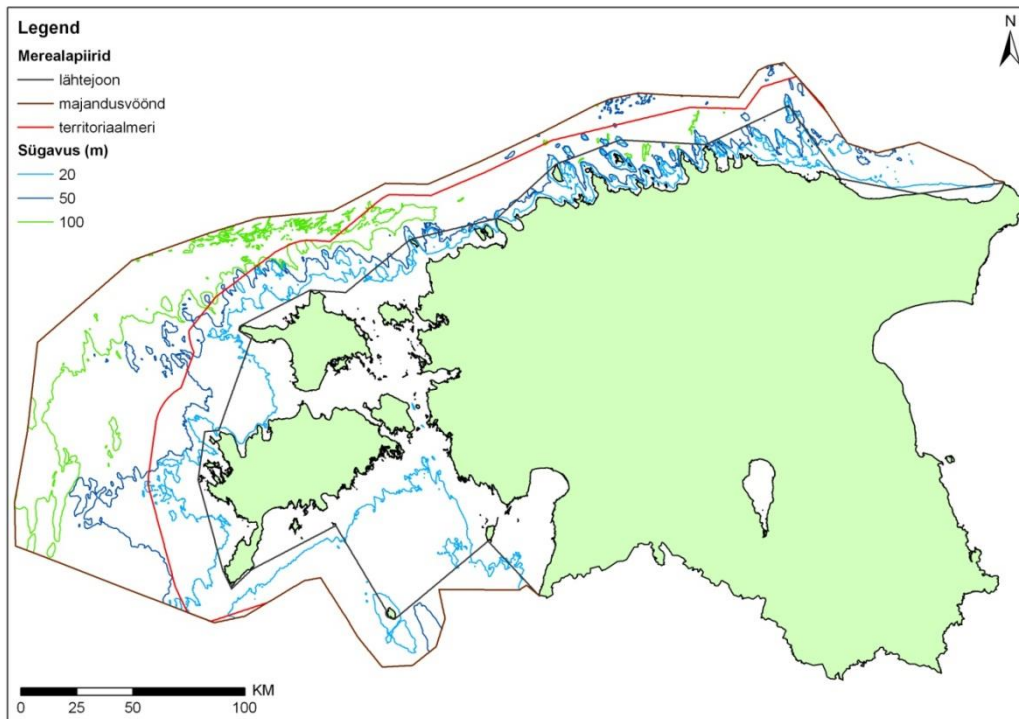 Legend
Merealapiirid
lähtejoon
majandusvöönd
territoriaalmeri
Sügavus (m)
20
50
100
N
KM
0 25 50 100